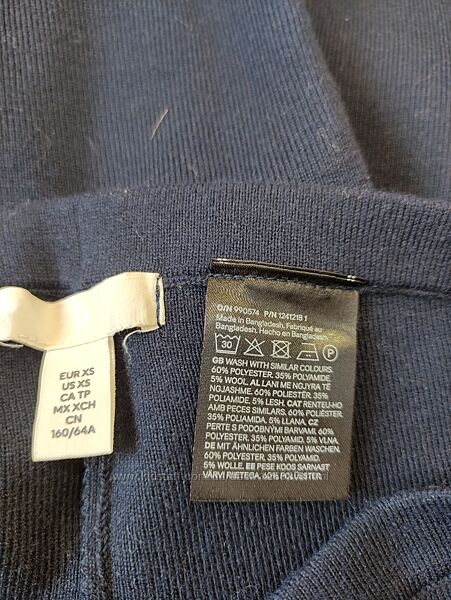 EUR XS
US XS
CA TP
MX XCH
CN
160/64A
O/N 990574 P/N 1241218 1
Made in Bangladesh. Fabriqué au
Bangladesh. Hecho en Bangladesh
30
P
GB WASH WITH SIMILAR COLOURS.
60% POLYESTER. 35% POLYAMIDE.
5% WOOL. AL LANI ME NGJYRA TE
NGJASHME. 60% POLIESTËR. 35%
POLIAMIDE. 5% LESH. CAT RENTEU-HO
AMB PECES SIMILARS. 60% POLIÈSTER.
35% POLIAMIDA. 5% LLANA. CZ
PERTE S PODOBNÝMI BARVAMI. 60%
POLYESTER. 35% POLYAMID. 5% VLNA.
DE MIT ÄHNLICHEN FARBEN WASCHEN.
60% POLYESTER. 35% POLYAMID.
5% WOLLE. EE PESE KOOS SARNAST
VÄRVI RIIETEGA. 60% POLÜESTER